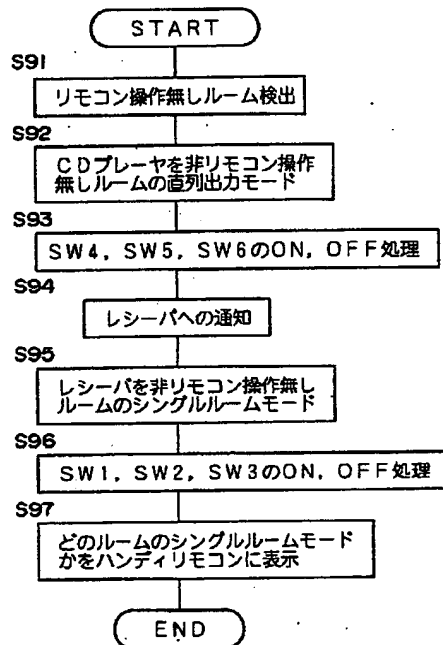 START
S91
リモコン操作無しルーム検出
S92
CDプレーヤを非リモコン操作
無しルームの直列出力モード
S93
SW4，SW5，SW6のON，OFF処理
S94
レシーバへの通知
S95
レシーバを非リモコン操作無し
ルームのシングルルームモード
S96
SW1，SW2，SW3のON，OFF処理
S97
どのルームのシングルルームモード
かをハンディリモコンに表示
END